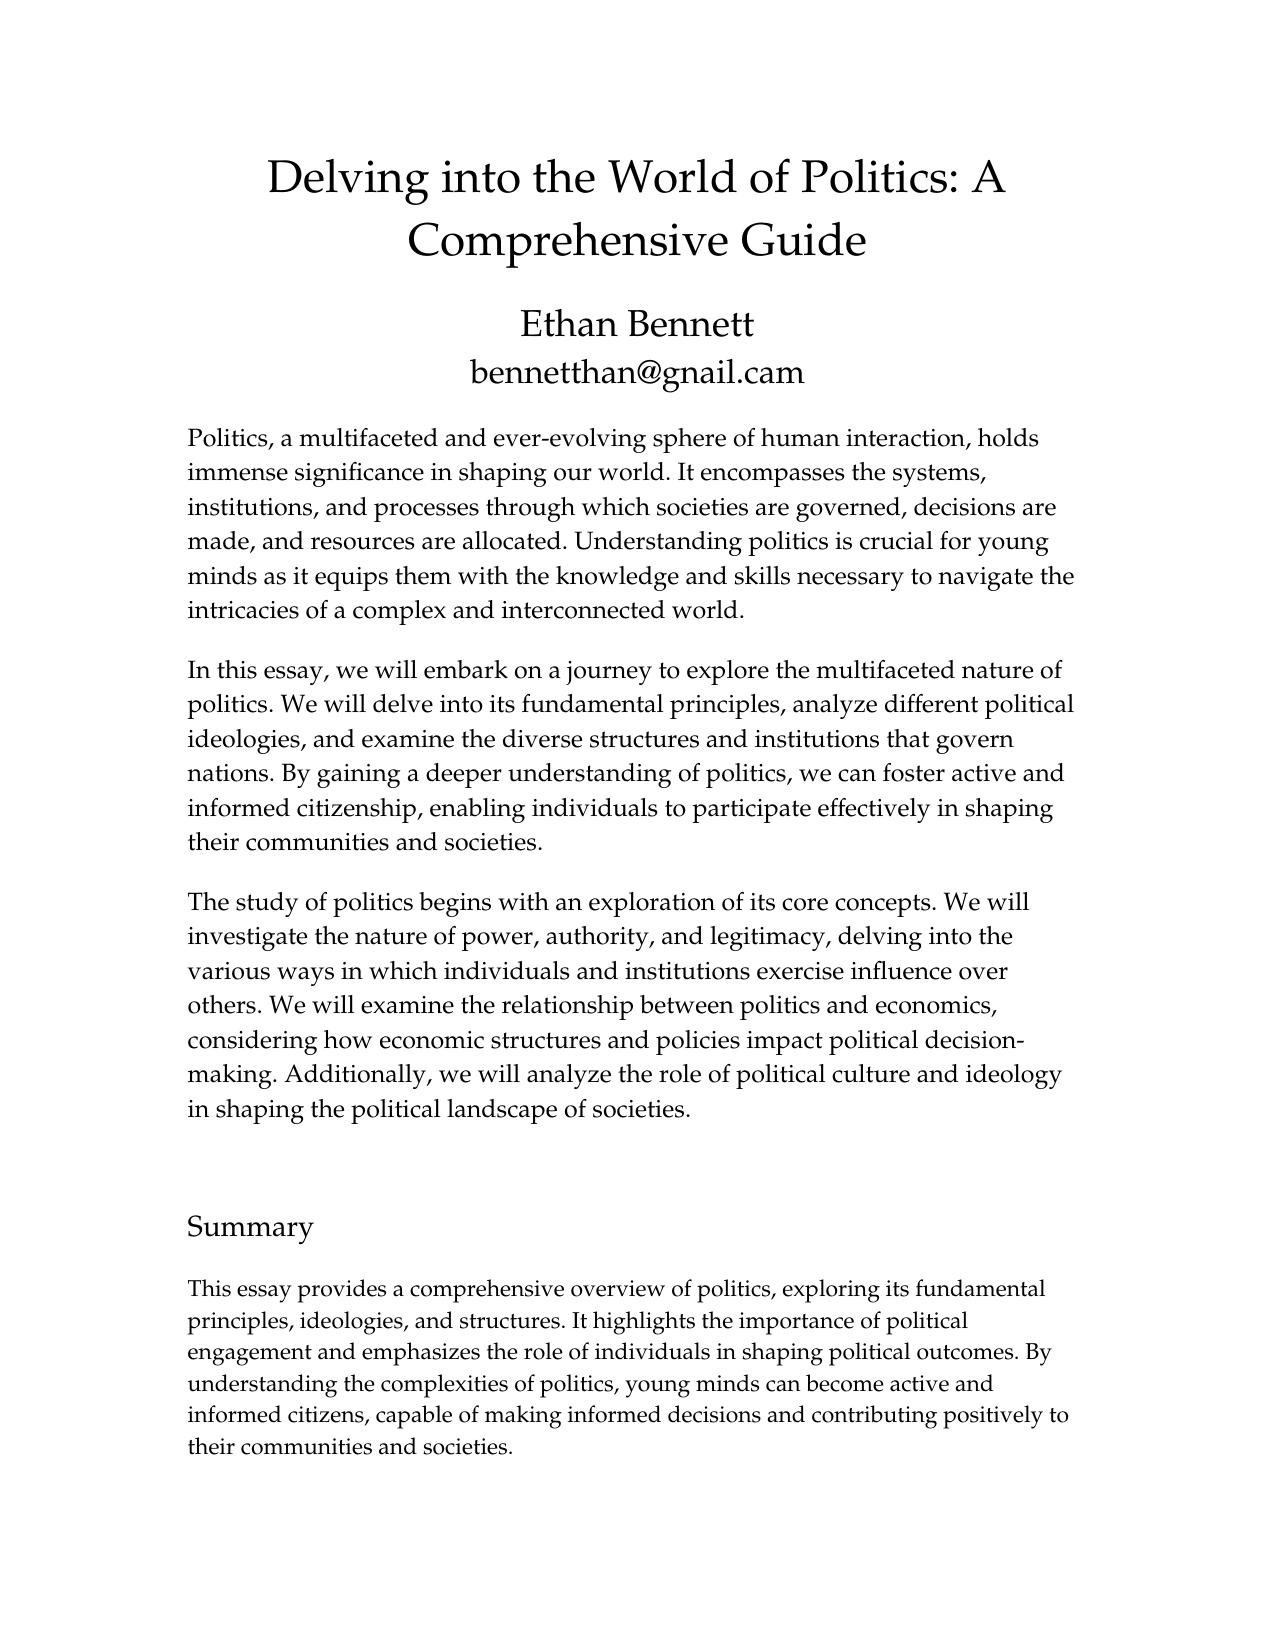 Delving into the World of Politics: A
Comprehensive Guide
Ethan Bennett
bennetthan@gnail.cam
Politics, a multifaceted and ever-evolving sphere of human interaction, holds
immense significance in shaping our world. It encompasses the systems,
institutions, and processes through which societies are governed, decisions are
made, and resources are allocated. Understanding politics is crucial for young
minds as it equips them with the knowledge and skills necessary to navigate the
intricacies of a complex and interconnected world.
In this essay, we will embark on a journey to explore the multifaceted nature of
politics. We will delve into its fundamental principles, analyze different political
ideologies, and examine the diverse structures and institutions that govern
nations. By gaining a deeper understanding of politics, we can foster active and
informed citizenship, enabling individuals to participate effectively in shaping
their communities and societies.
The study of politics begins with an exploration of its core concepts. We will
investigate the nature of power, authority, and legitimacy, delving into the
various ways in which individuals and institutions exercise influence over
others. We will examine the relationship between politics and economics,
considering how economic structures and policies impact political decision-
making. Additionally, we will analyze the role of political culture and ideology
in shaping the political landscape of societies.
Summary
This essay provides a comprehensive overview of politics, exploring its fundamental
principles, ideologies, and structures. It highlights the importance of political
engagement and emphasizes the role of individuals in shaping political outcomes. By
understanding the complexities of politics, young minds can become active and
informed citizens, capable of making informed decisions and contributing positively to
their communities and societies.